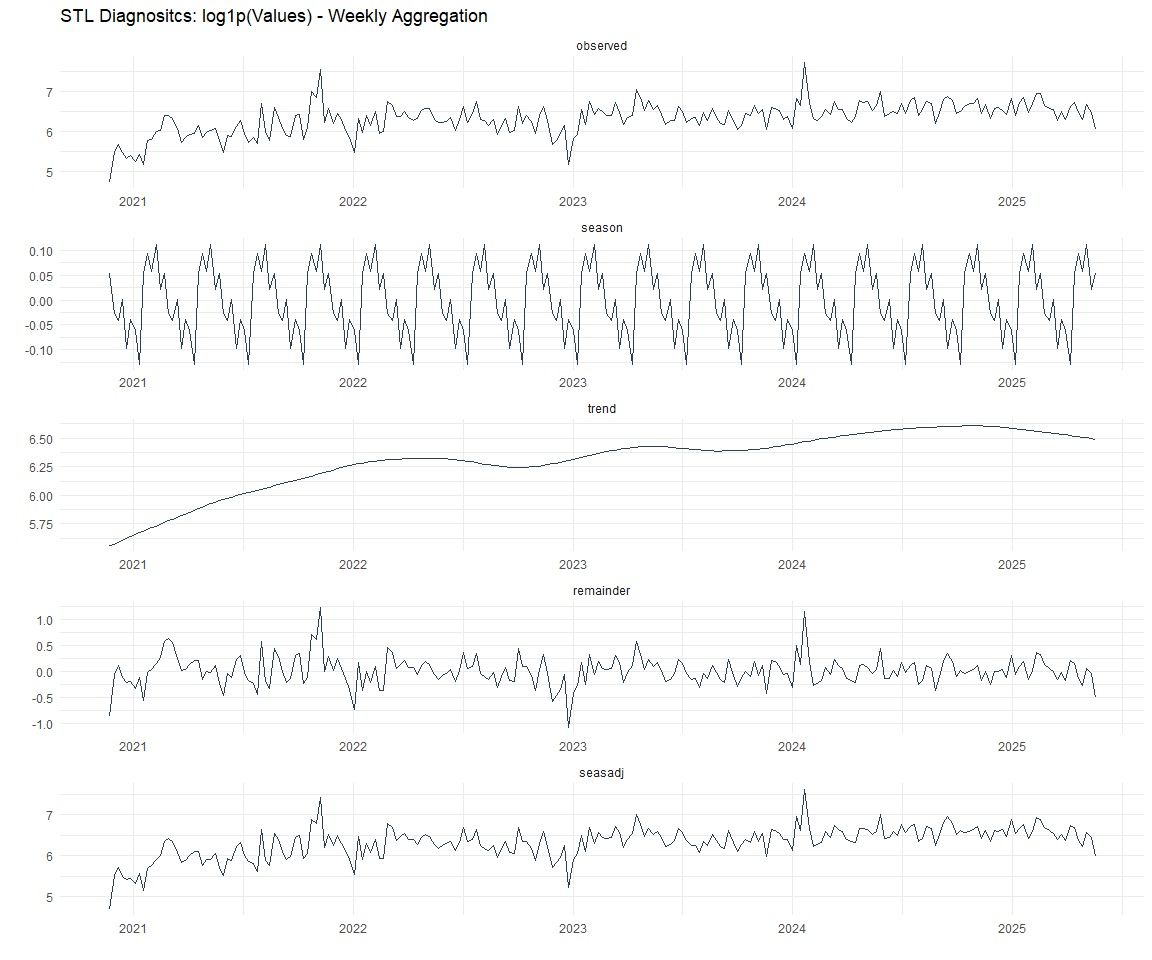 STL Diagnositcs: log1p(Values) - Weekly Aggregation
observed
7
6
5
2021 2022 2023 2024 2025
season
0.10
0.05
0.00
-0.05
-0.10
2021 2022 2023 2024 2025
trend
6.50
6.25
6.00
5.75
2021 2022 2023 2024 2025
remainder
1.0
0.5
0.0
-0.5
-1.0
2021 2022 2023 2024 2025
seasadj
7
6
5
2021 2022 2023 2024 2025